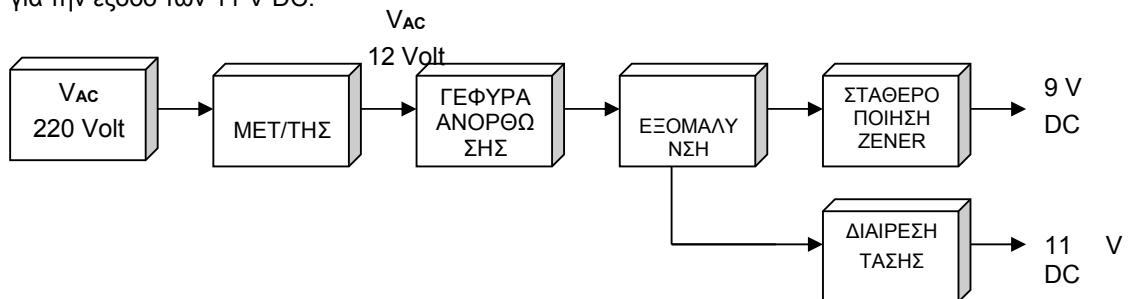 για την έξοδο των 11 V DC.
VAC
12 Volt
VAC
220 Volt
ΜΕΤ/ΤΗΣ
ΓΕΦΥΡΑ
ΑΝΟΡΘΩ
ΣΗΣ
ΕΞΟΜΑΛΥ
ΝΣΗ
ΣΤΑΘΕΡΟ
ΠΟΙΗΣΗ
ZENER
9 V
DC
ΔΙΑΙΡΕΣΗ
ΤΑΣΗΣ
11 V
DC